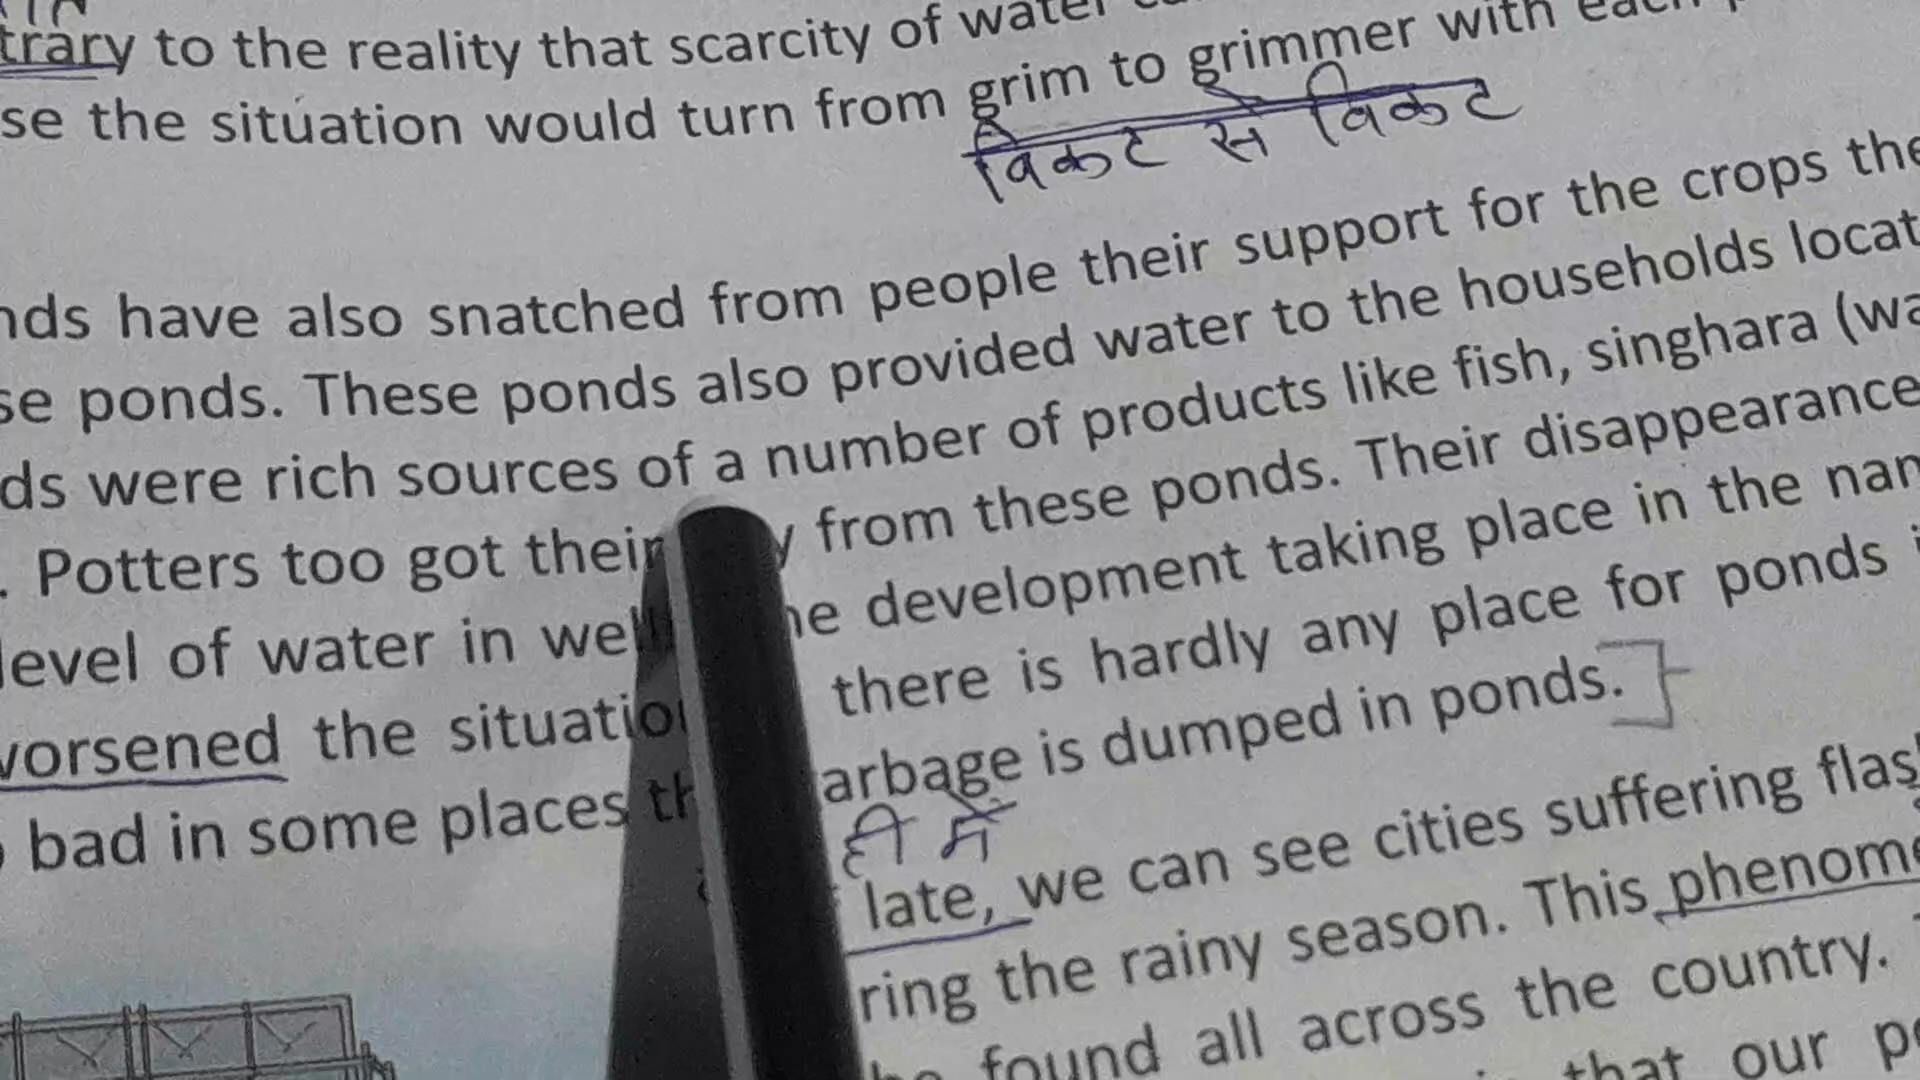 trary to the reality that scarcity of water
se the situation would turn from grim to grimmer with each
विकट से विकट
nds have also snatched from people their support for the crops the
se ponds. These ponds also provided water to the households locat
ds were rich sources of a number of products like fish, singhara (wa
. Potters too got their y from these ponds. Their disappearance
level of water in well he development taking place in the nam
worsened the situation there is hardly any place for ponds i
bad in some places th arbage is dumped in ponds.
ही में
late, we can see cities suffering flash
ring the rainy season. This phenome
be found all across the country.
that our p